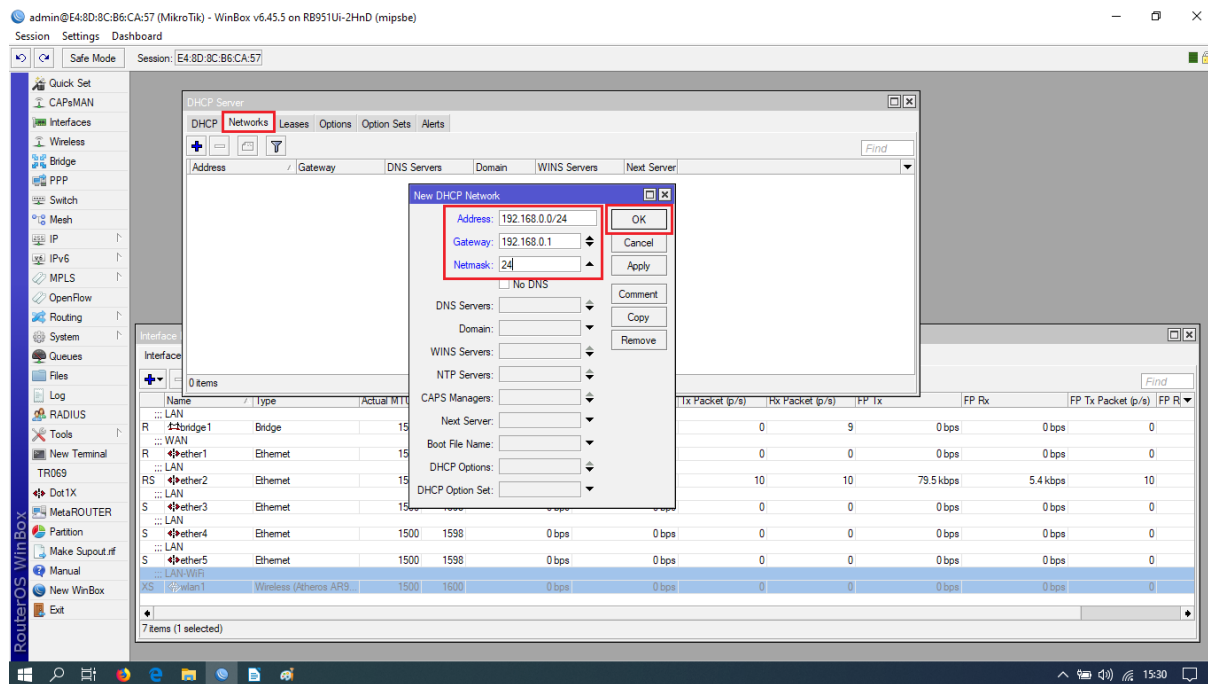 admin@E4:8D:8C:B6:CA:57 (MikroTik) - WinBox v6.45.5 on RB951Ui-2HnD (mipsbe)
Session Settings Dashboard
Safe Mode Session: E4:8D:8C:B6:CA:57
Quick Set
CAPsMAN
Interfaces
Wireless
Bridge
PPP
Switch
Mesh
IP
IPv6
MPLS
OpenFlow
Routing
System
Queues
Files
Log
RADIUS
Tools
New Terminal
TR069
Dot1X
MetaROUTER
Partition
Make Supout.rif
Manual
New WinBox
Exit
RouterOS WinBox
DHCP Server
DHCP Networks Leases Options Option Sets Alerts
Find
Address / Gateway DNS Servers Domain WINS Servers Next Server
0 items
New DHCP Network
Address: 192.168.0.0/24 OK
Gateway: 192.168.0.1 Cancel
Netmask: 24 Apply
No DNS
Comment
DNS Servers:
Copy
Domain:
Remove
WINS Servers:
NTP Servers:
CAPS Managers:
Next Server:
Boot File Name:
DHCP Options:
DHCP Option Set:
Interface
Interface
Find
Name / Type Actual MTU Tx Packet (p/s) Rx Packet (p/s) FP Tx FP Rx FP Tx Packet (p/s) FP R
;;; LAN
R bridge1 Bridge 15 0 9 0 bps 0 bps 0
;;; WAN
R ether1 Ethernet 15 0 0 0 bps 0 bps 0
;;; LAN
RS ether2 Ethernet 15 10 10 79.5 kbps 5.4 kbps 10
;;; LAN
S ether3 Ethernet 0 0 0 bps 0 bps 0
;;; LAN
S ether4 Ethernet 1500 1598 0 bps 0 bps 0 0 0 bps 0 bps 0
;;; LAN
S ether5 Ethernet 1500 1598 0 bps 0 bps 0 0 0 bps 0 bps 0
;;; LAN-WiFi
XS wlan1 Wireless (Atheros AR9... 1500 1600 0 bps 0 bps 0 0 0 bps 0 bps 0
7 items (1 selected)
15:30